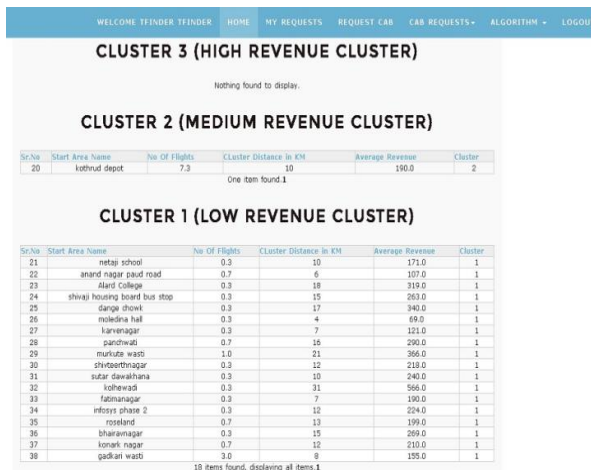 WELCOME TFINDER TFINDER HOME MY REQUESTS REQUEST CAB CAB REQUESTS ALGORITHM LOGOU
CLUSTER 3 (HIGH REVENUE CLUSTER)
Nothing found to display.
CLUSTER 2 (MEDIUM REVENUE CLUSTER)
Sr.No Start Area Name No Of Flights CLuster Distance in KM Average Revenue Cluster
20 kothrud depot 7.3 10 190.0 2
One item found.1
CLUSTER 1 (LOW REVENUE CLUSTER)
Sr.No Start Area Name No Of Flights CLuster Distance in KM Average Revenue Cluster
21 netaji school 0.3 10 171.0 1
22 anand nagar paud road 0.7 6 107.0 1
23 Alard College 0.3 18 319.0 1
24 shivaji housing board bus stop 0.3 15 263.0 1
25 dange chowk 0.3 17 340.0 1
26 moledina hall 0.3 4 69.0 1
27 karvenagar 0.3 7 121.0 1
28 panchwati 0.7 16 290.0 1
29 murkute wasti 1.0 21 366.0 1
30 shivteerthnagar 0.3 12 218.0 1
31 sutar dawakhana 0.3 10 240.0 1
32 kolhewadi 0.3 31 566.0 1
33 fatimanagar 0.3 7 190.0 1
34 infosys phase 2 0.3 12 224.0 1
35 roseland 0.7 13 199.0 1
36 bhairavnagar 0.3 15 269.0 1
37 konark nagar 0.7 12 210.0 1
38 gadkari wasti 3.0 8 155.0 1
18 items found, displaying all items.1